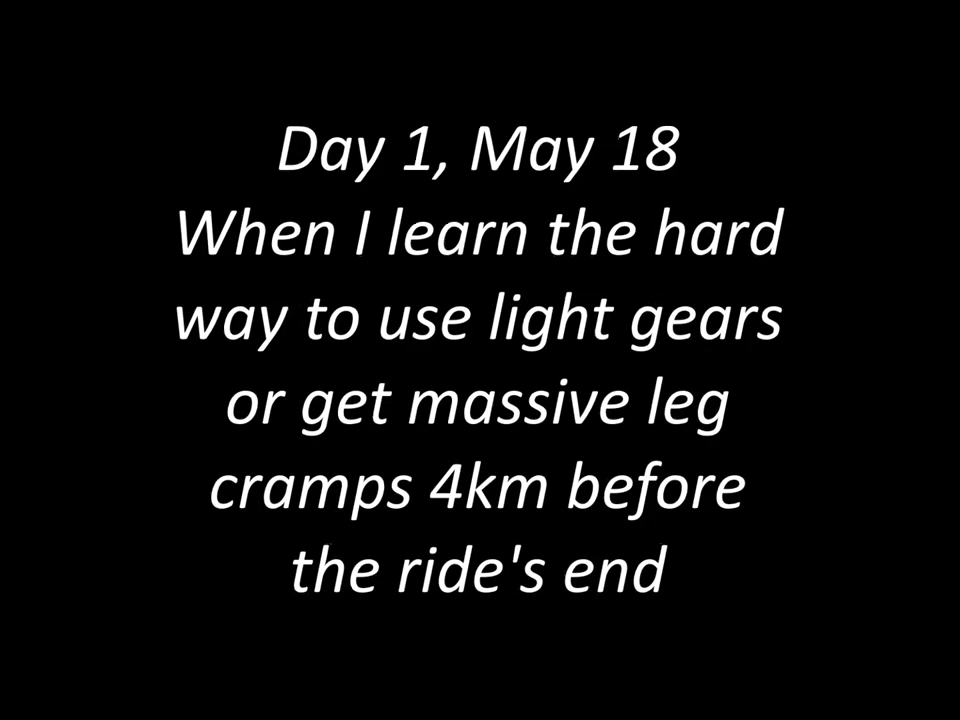 Day 1, May 18
When I learn the hard
way to use light gears
or get massive leg
cramps 4km before
the ride's end